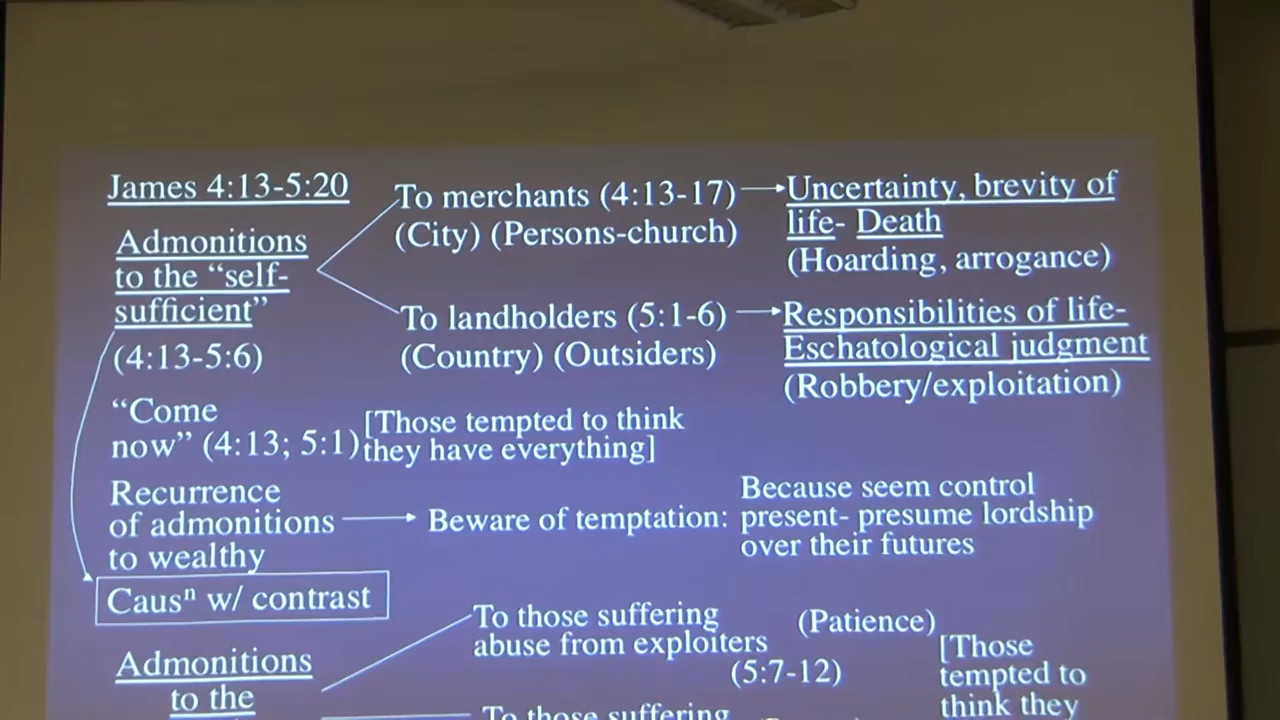 James 4:13-5:20
Admonitions
to the “self-
sufficient”
(4:13-5:6)
To merchants (4:13-17)
(City) (Persons-church)
Uncertainty, brevity of
life- Death
(Hoarding, arrogance)
To landholders (5:1-6)
(Country) (Outsiders)
Responsibilities of life-
Eschatological judgment
(Robbery/exploitation)
“Come
now” (4:13; 5:1)
[Those tempted to think
they have everything]
Recurrence
of admonitions
to wealthy
Beware of temptation:
Because seem control
present- presume lordship
over their futures
Causⁿ w/ contrast
Admonitions
to the
To those suffering
abuse from exploiters
(Patience)
(5:7-12)
[Those
tempted to
think they
To those suffering